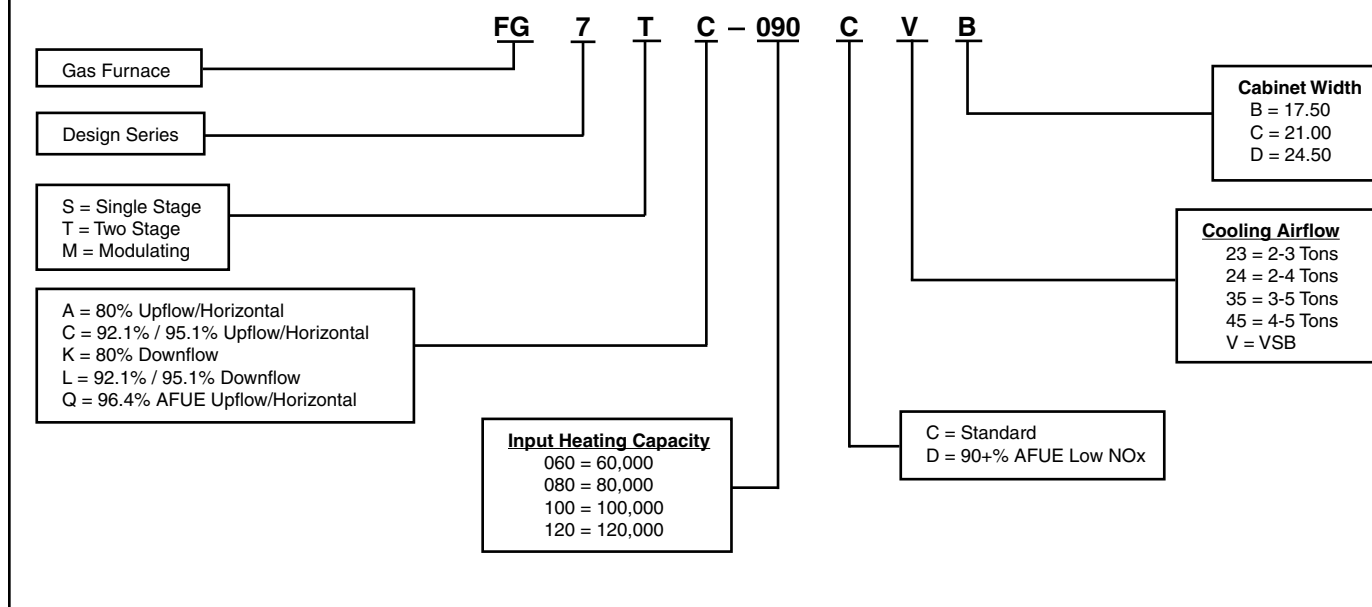 FG 7 T C – 090 C V B
Gas Furnace
Design Series
S = Single Stage
T = Two Stage
M = Modulating
A = 80% Upflow/Horizontal
C = 92.1% / 95.1% Upflow/Horizontal
K = 80% Downflow
L = 92.1% / 95.1% Downflow
Q = 96.4% AFUE Upflow/Horizontal
Input Heating Capacity
060 = 60,000
080 = 80,000
100 = 100,000
120 = 120,000
C = Standard
D = 90+% AFUE Low NOx
Cooling Airflow
23 = 2-3 Tons
24 = 2-4 Tons
35 = 3-5 Tons
45 = 4-5 Tons
V = VSB
Cabinet Width
B = 17.50
C = 21.00
D = 24.50